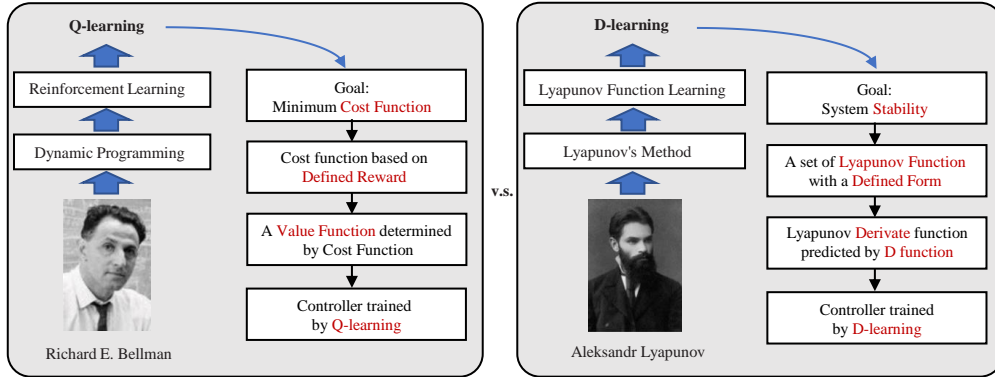 Q-learning
Reinforcement Learning
Dynamic Programming
Richard E. Bellman
Goal:
Minimum Cost Function
Cost function based on
Defined Reward
A Value Function determined
by Cost Function
Controller trained
by Q-learning
v.s.
D-learning
Lyapunov Function Learning
Lyapunov's Method
Aleksandr Lyapunov
Goal:
System Stability
A set of Lyapunov Function
with a Defined Form
Lyapunov Derivate function
predicted by D function
Controller trained
by D-learning